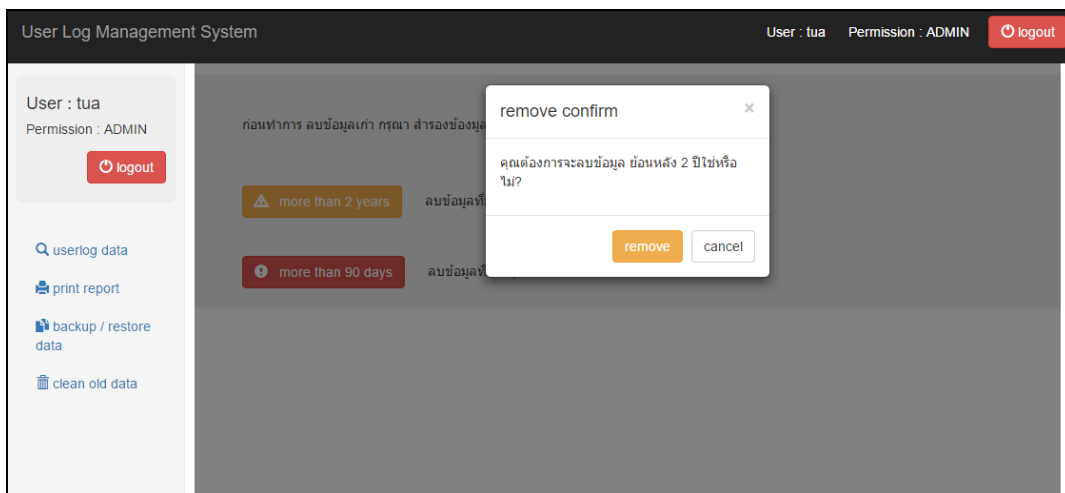 User Log Management System
User : tua
Permission : ADMIN
logout
User : tua
Permission : ADMIN
logout
userlog data
print report
backup / restore
data
clean old data
ก่อนทำการ ลบข้อมูลเก่า กรุณา สำรองข้องมูล
more than 2 years
ลบข้อมูลที่
more than 90 days
ลบข้อมูลที่
remove confirm
×
คุณต้องการจะลบข้อมูล ย้อนหลัง 2 ปีใช่หรือ
ไม่?
remove
cancel